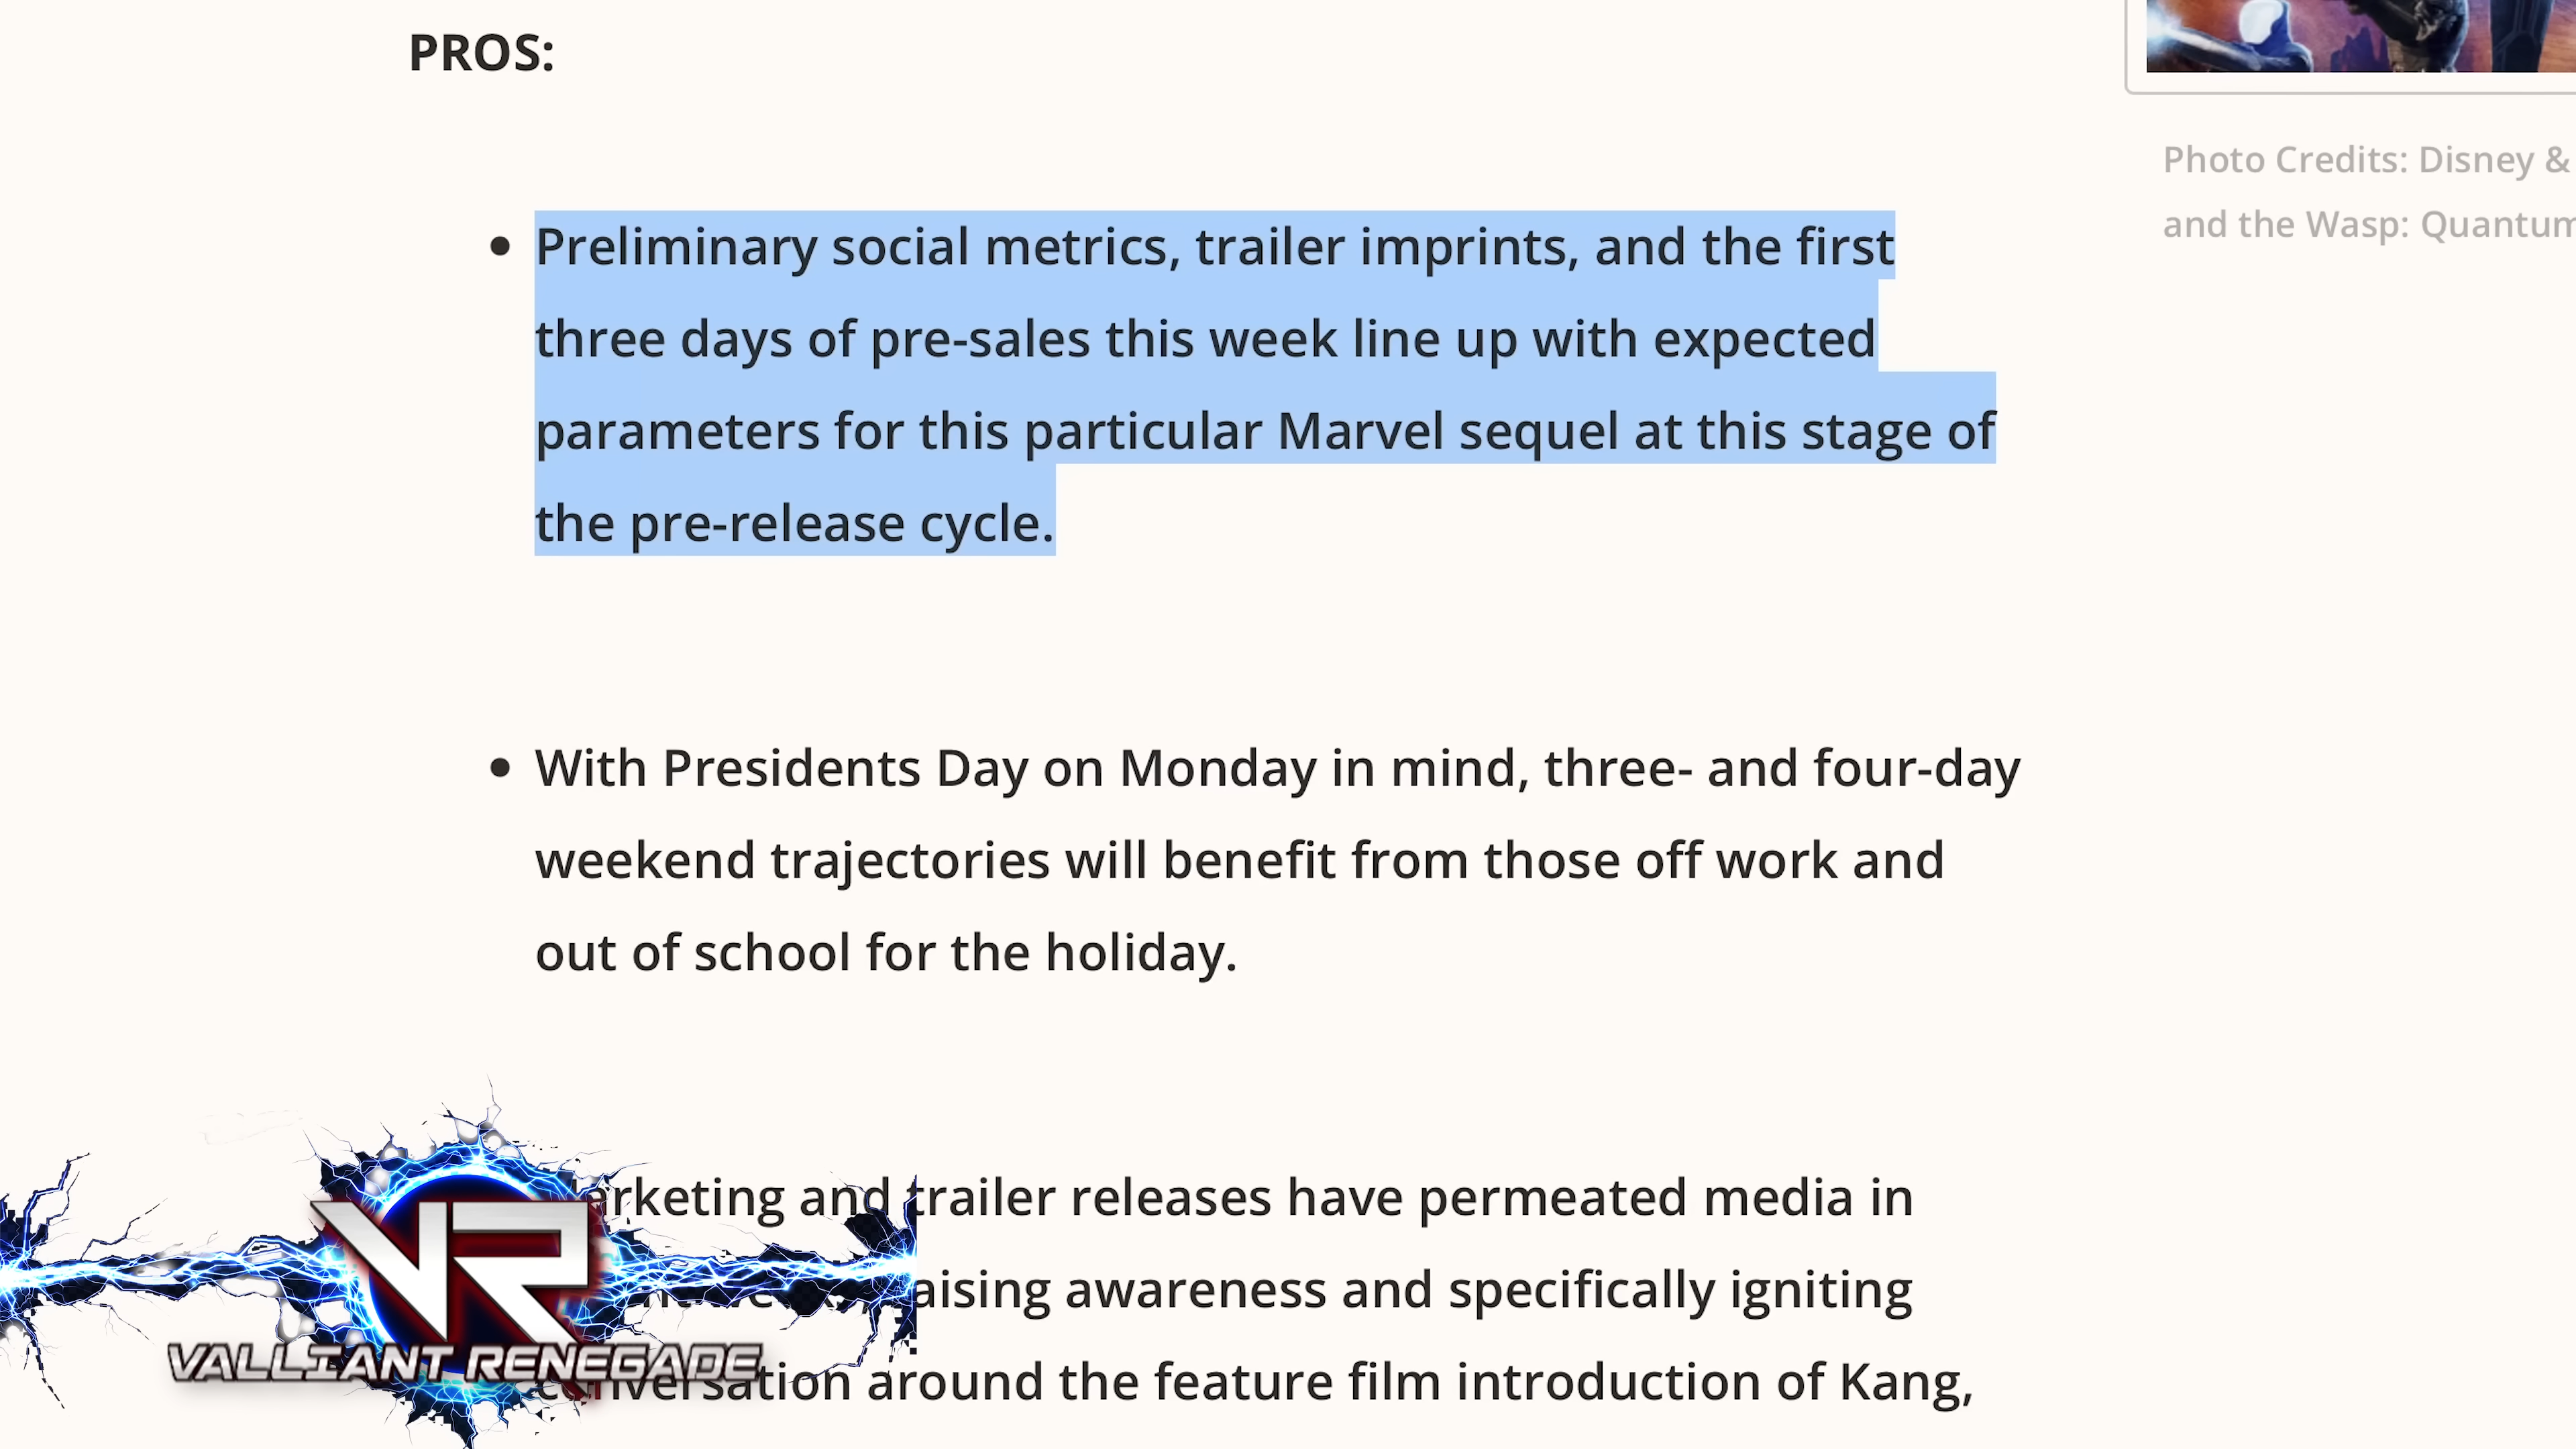 PROS:
Photo Credits: Disney &
and the Wasp: Quantum
• Preliminary social metrics, trailer imprints, and the first
three days of pre-sales this week line up with expected
parameters for this particular Marvel sequel at this stage of
the pre-release cycle.
• With Presidents Day on Monday in mind, three- and four-day
weekend trajectories will benefit from those off work and
out of school for the holiday.
Marketing and trailer releases have permeated media in
raising awareness and specifically igniting
conversation around the feature film introduction of Kang,
VR
VALLIANT RENEGADE